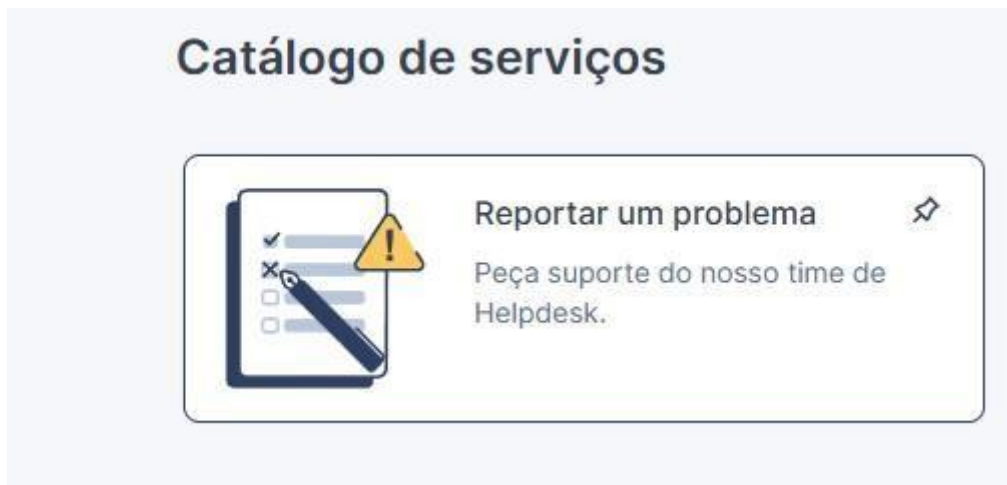 Catálogo de serviços
Reportar um problema
Peça suporte do nosso time de
Helpdesk.